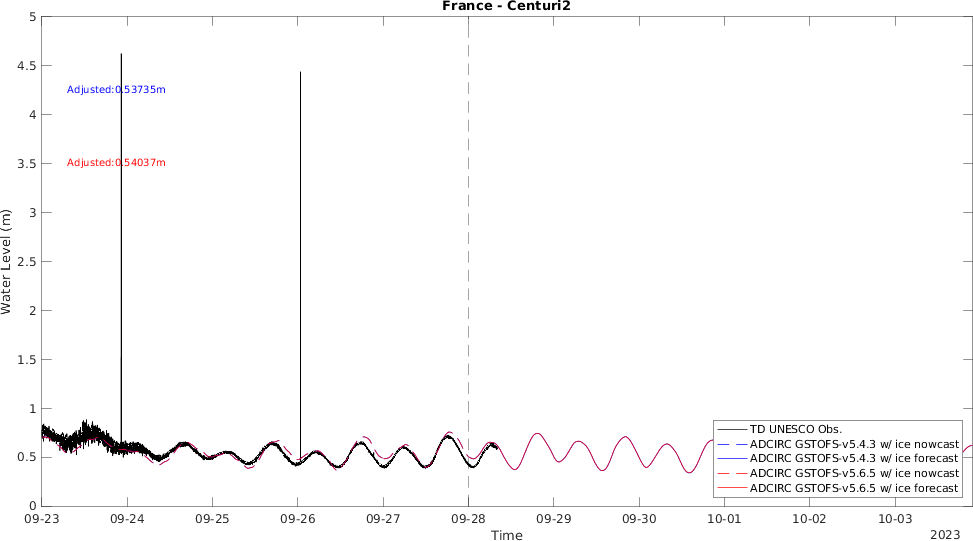 France - Centuri2
5
4.5
Adjusted:0.53735m
4
3.5
Adjusted:0.54037m
3
2.5
2
1.5
1
0.5
0
Water Level (m)
TD UNESCO Obs.
ADCIRC GSTOFS-v5.4.3 w/ ice nowcast
ADCIRC GSTOFS-v5.4.3 w/ ice forecast
ADCIRC GSTOFS-v5.6.5 w/ ice nowcast
ADCIRC GSTOFS-v5.6.5 w/ ice forecast
09-23 09-24 09-25 09-26 09-27 09-28 09-29 09-30 10-01 10-02 10-03
Time
2023